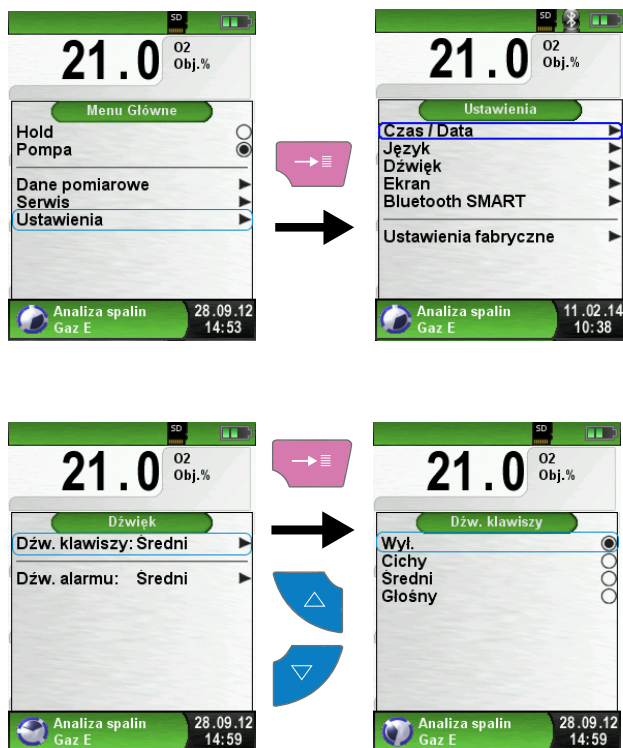 SD
21.0 O2
Obj.%
Menu Główne
Hold
Pompa
Dane pomiarowe
Serwis
Ustawienia
Analiza spalin 28.09.12
Gaz E 14:53
SD
21.0 O2
Obj.%
Ustawienia
Czas / Data
Język
Dźwięk
Ekran
Bluetooth SMART
Ustawienia fabryczne
Analiza spalin 11.02.14
Gaz E 10:38
SD
21.0 O2
Obj.%
Dźwięk
Dźw. klawiszy: Średni
Dźw. alarmu: Średni
Analiza spalin 28.09.12
Gaz E 14:59
SD
21.0 O2
Obj.%
Dźw. klawiszy
Wył.
Cichy
Średni
Głośny
Analiza spalin 28.09.12
Gaz E 14:59